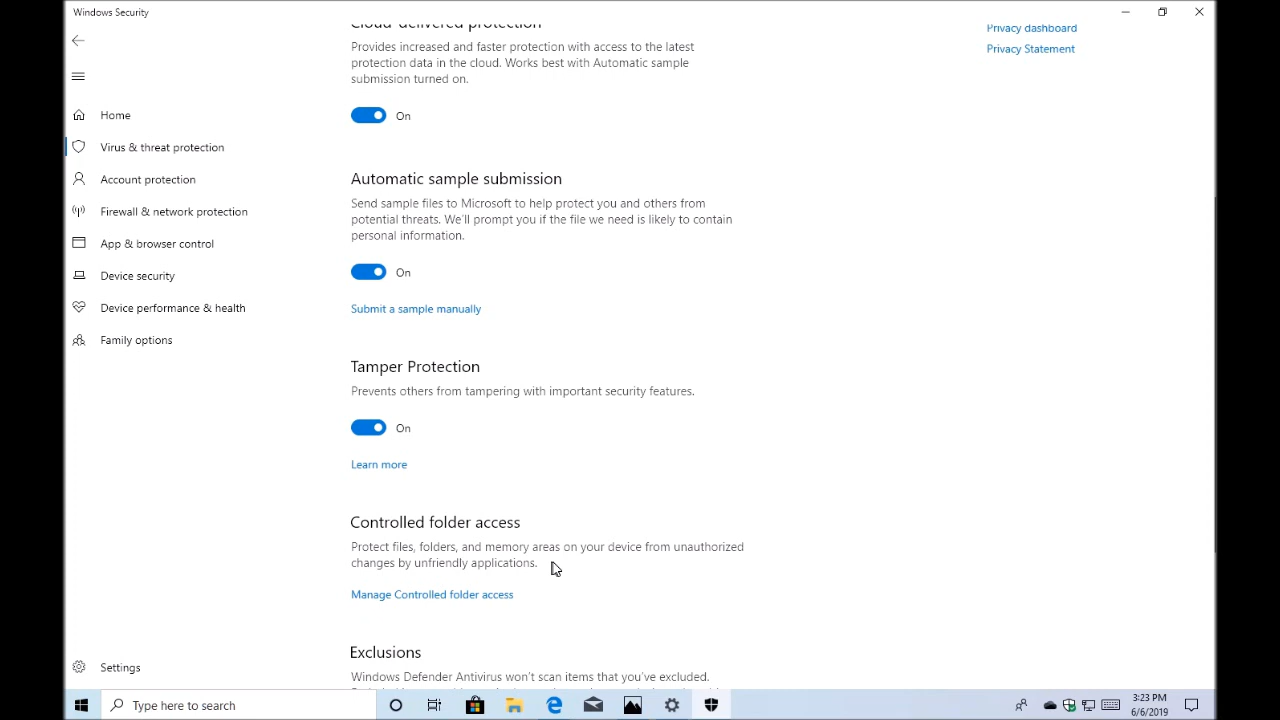 Windows Security
Cloud-delivered protection
Provides increased and faster protection with access to the latest
protection data in the cloud. Works best with Automatic sample
submission turned on.
On
Automatic sample submission
Send sample files to Microsoft to help protect you and others from
potential threats. We'll prompt you if the file we need is likely to contain
personal information.
On
Submit a sample manually
Tamper Protection
Prevents others from tampering with important security features.
On
Learn more
Controlled folder access
Protect files, folders, and memory areas on your device from unauthorized
changes by unfriendly applications.
Manage Controlled folder access
Exclusions
Windows Defender Antivirus won't scan items that you've excluded.
Privacy dashboard
Privacy Statement
Home
Virus & threat protection
Account protection
Firewall & network protection
App & browser control
Device security
Device performance & health
Family options
Settings
Type here to search
3:23 PM
6/6/2019